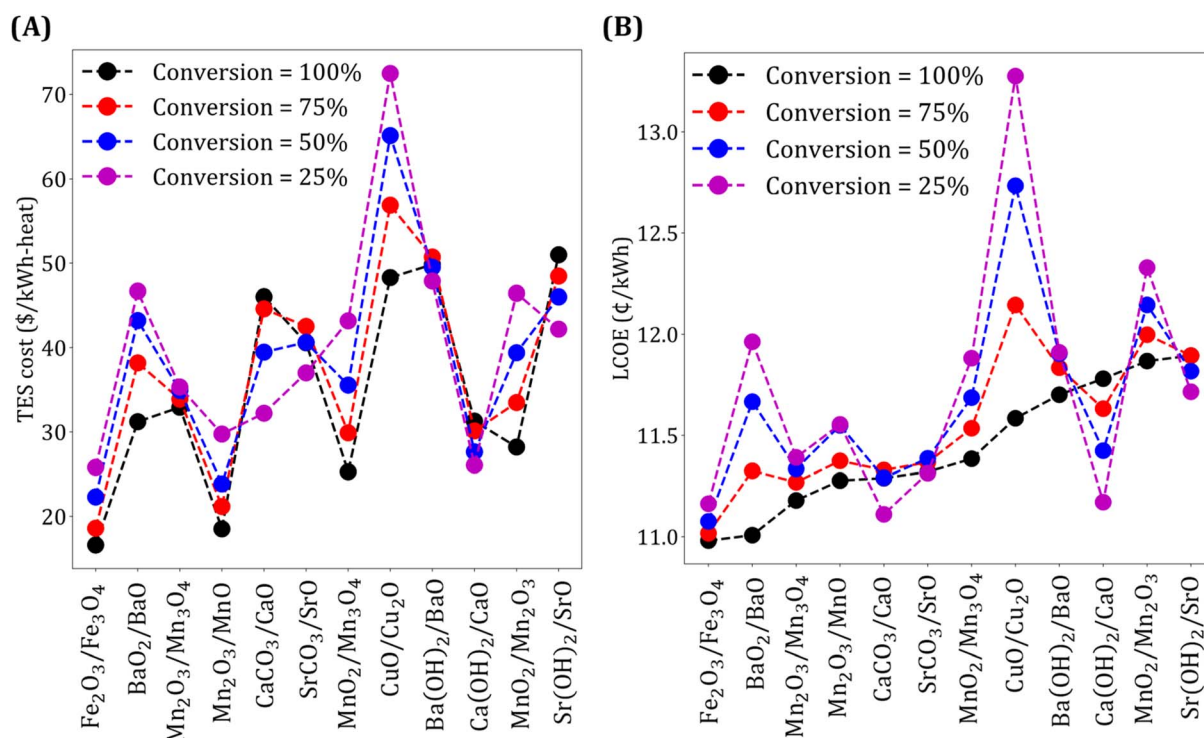 (A)
TES cost ($/kWh-heat)
70
60
50
40
30
20
Conversion = 100%
Conversion = 75%
Conversion = 50%
Conversion = 25%
Fe₂O₃/Fe₃O₄
BaO₂/BaO
Mn₂O₃/Mn₃O₄
Mn₂O₃/MnO
CaCO₃/CaO
SrCO₃/SrO
MnO₂/Mn₃O₄
CuO/Cu₂O
Ba(OH)₂/BaO
Ca(OH)₂/CaO
MnO₂/Mn₂O₃
Sr(OH)₂/SrO
(B)
LCOE (¢/kWh)
13.0
12.5
12.0
11.5
11.0
Conversion = 100%
Conversion = 75%
Conversion = 50%
Conversion = 25%
Fe₂O₃/Fe₃O₄
BaO₂/BaO
Mn₂O₃/Mn₃O₄
Mn₂O₃/MnO
CaCO₃/CaO
SrCO₃/SrO
MnO₂/Mn₃O₄
CuO/Cu₂O
Ba(OH)₂/BaO
Ca(OH)₂/CaO
MnO₂/Mn₂O₃
Sr(OH)₂/SrO